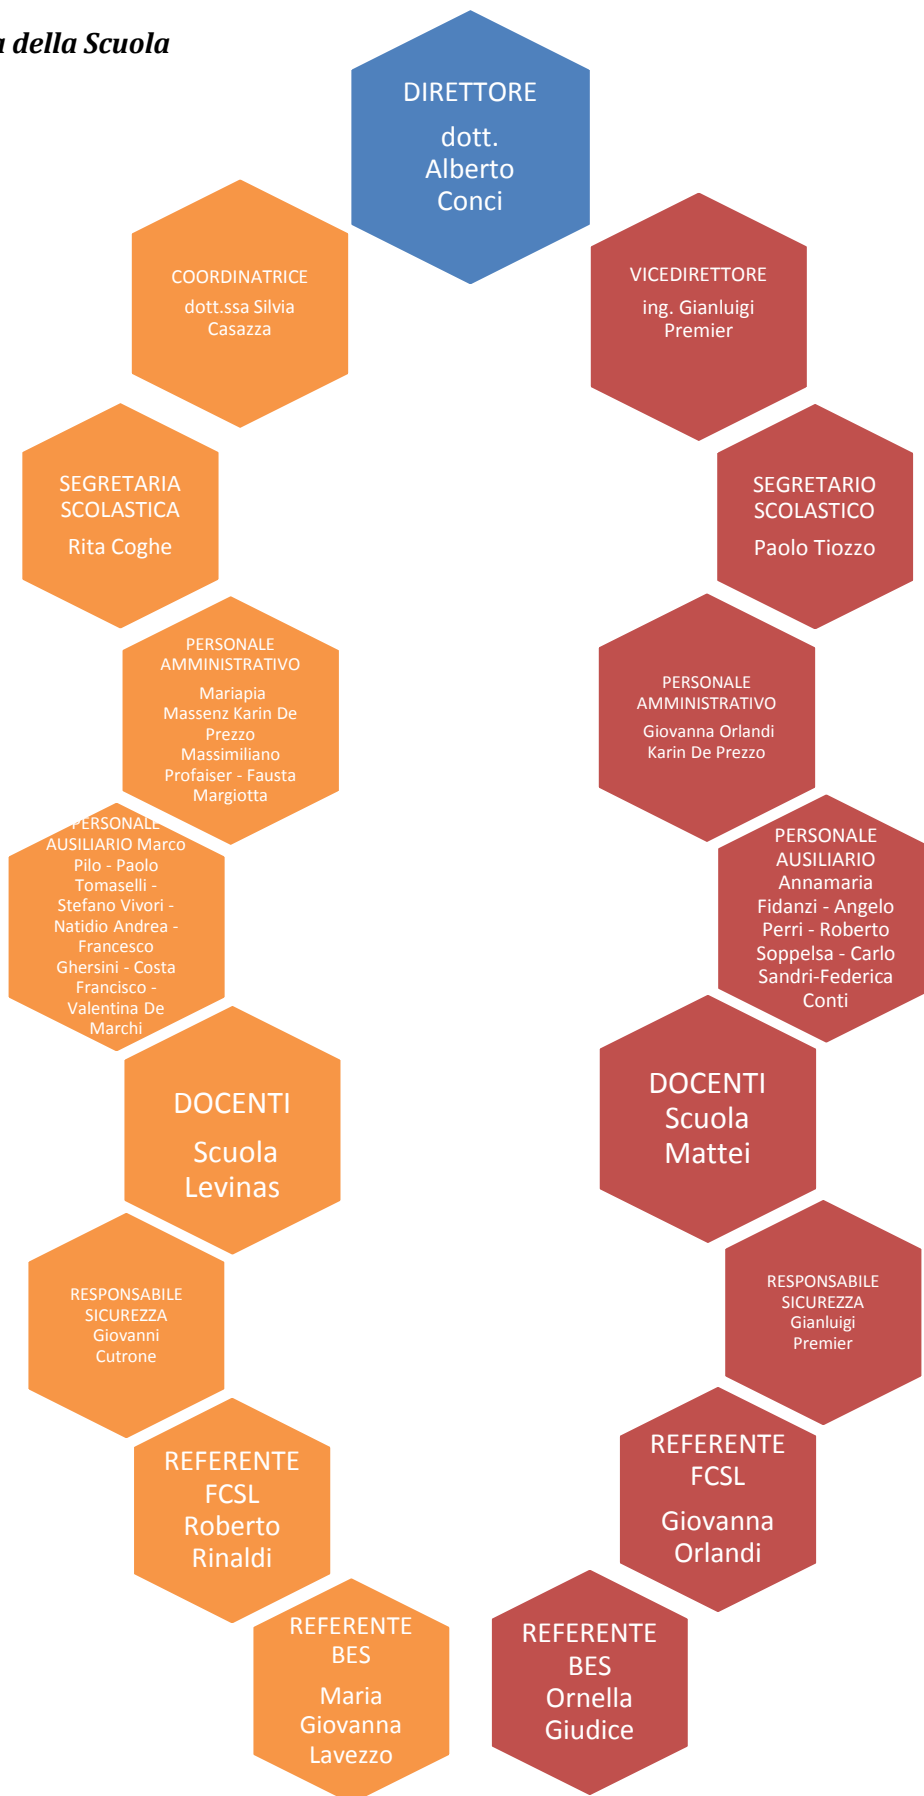 a della Scuola
DIRETTORE
dott.
Alberto
Conci
COORDINATRICE
dott.ssa Silvia
Casazza
VICEDIRETTORE
ing. Gianluigi
Premier
SEGRETARIA
SCOLASTICA
Rita Coghe
SEGRETARIO
SCOLASTICO
Paolo Tiozzo
PERSONALE
AMMINISTRATIVO
Mariapia
Massenz Karin De
Prezzo
Massimiliano
Profaiser - Fausta
Margiotta
PERSONALE
AMMINISTRATIVO
Giovanna Orlandi
Karin De Prezzo
PERSONALE
AUSILIARIO Marco
Pilo - Paolo
Tomaselli -
Stefano Vivori -
Natidio Andrea -
Francesco
Ghersini - Costa
Francisco -
Valentina De
Marchi
PERSONALE
AUSILIARIO
Annamaria
Fidanzi - Angelo
Perri - Roberto
Soppelsa - Carlo
Sandri-Federica
Conti
DOCENTI
Scuola
Levinas
DOCENTI
Scuola
Mattei
RESPONSABILE
SICUREZZA
Giovanni
Cutrone
RESPONSABILE
SICUREZZA
Gianluigi
Premier
REFERENTE
FCSL
Roberto
Rinaldi
REFERENTE
FCSL
Giovanna
Orlandi
REFERENTE
BES
Maria
Giovanna
Lavezzo
REFERENTE
BES
Ornella
Giudice